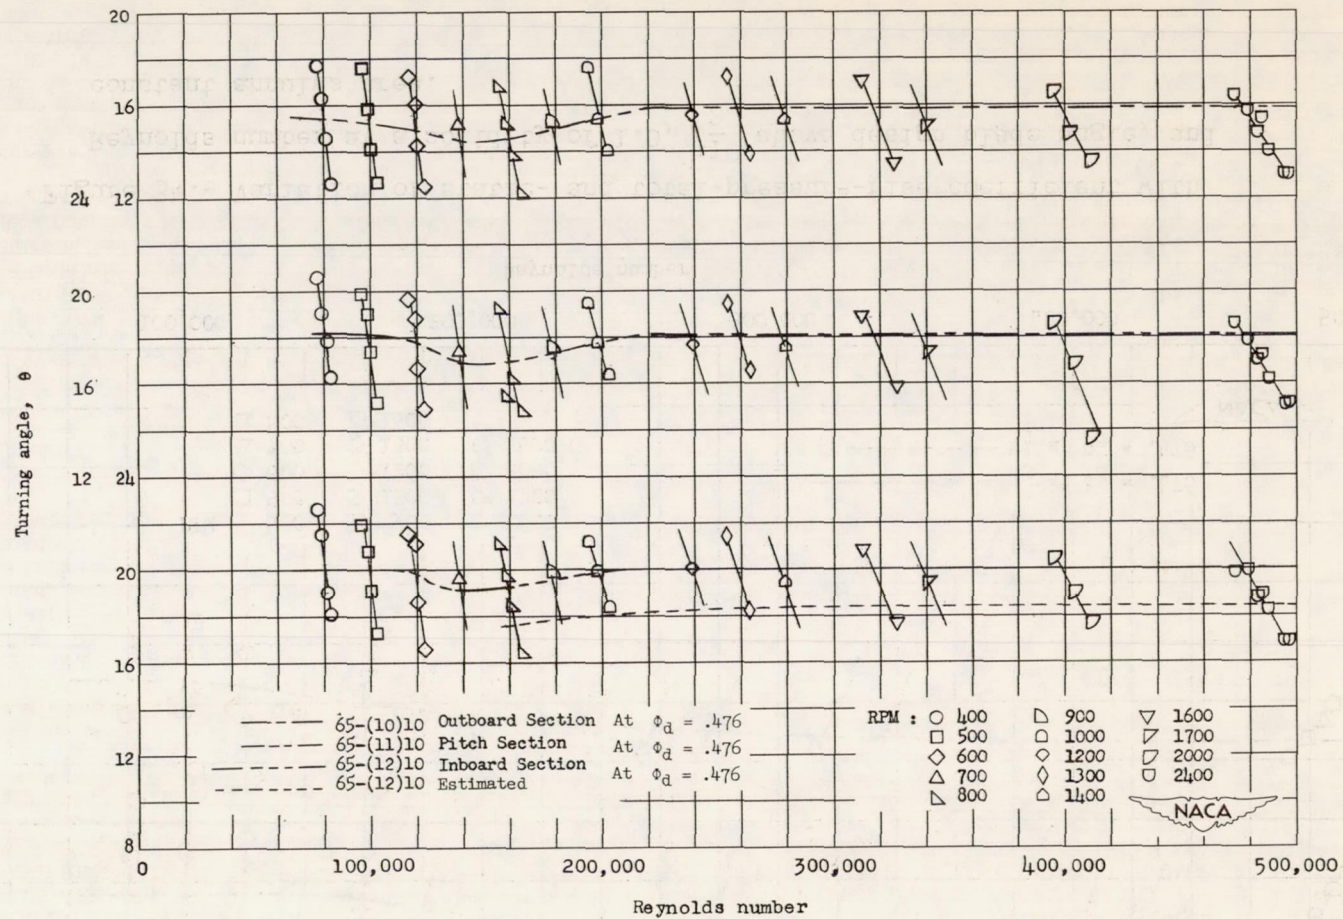 20
16
24 12
20
16
12 24
20
16
12
8
Turning angle, θ
65-(10)10 Outboard Section At Φd = .476
65-(11)10 Pitch Section At Φd = .476
65-(12)10 Inboard Section At Φd = .476
65-(12)10 Estimated
RPM : 400 900 1600
500 1000 1700
600 1200 2000
700 1300 2400
800 1400
NACA
0 100,000 200,000 300,000 400,000 500,000
Reynolds number